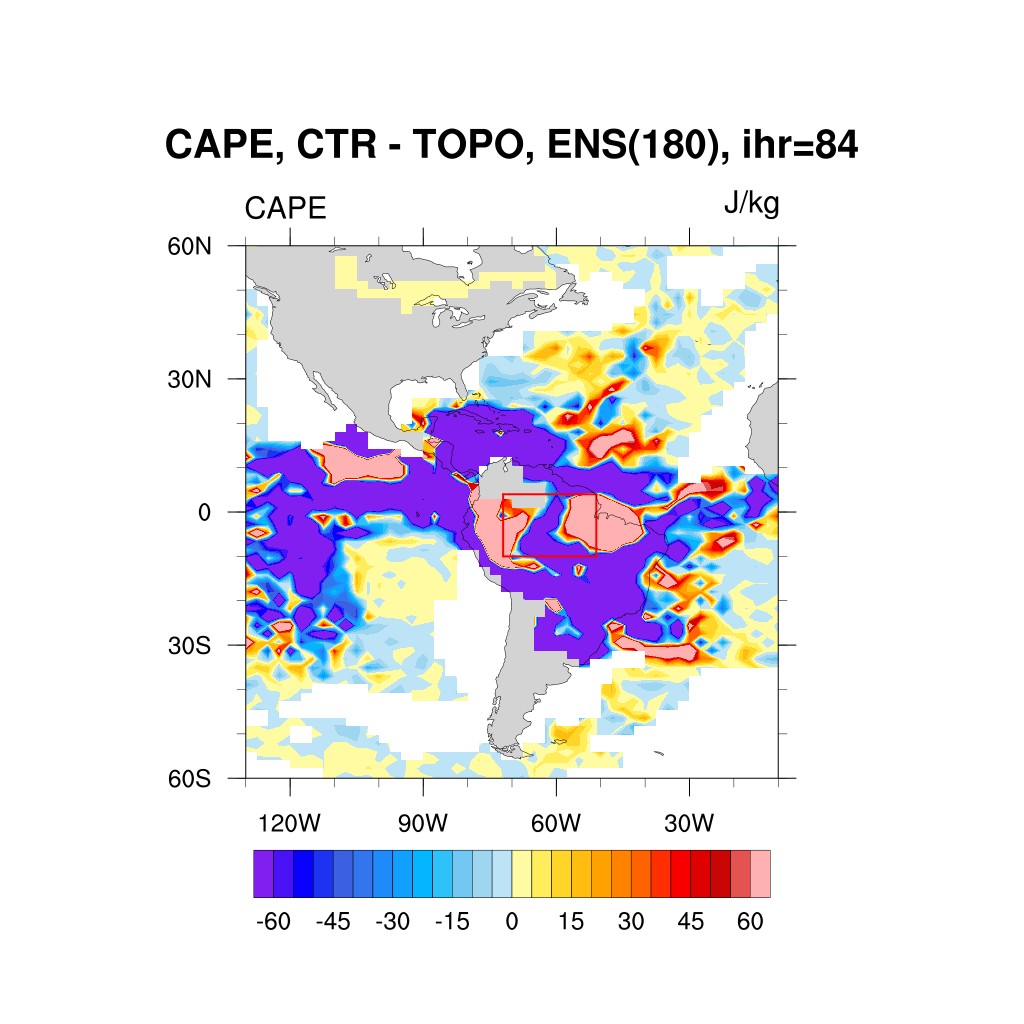 CAPE, CTR - TOPO, ENS(180), ihr=84
CAPE J/kg
60N
30N
0
30S
60S
120W 90W 60W 30W
-60 -45 -30 -15 0 15 30 45 60